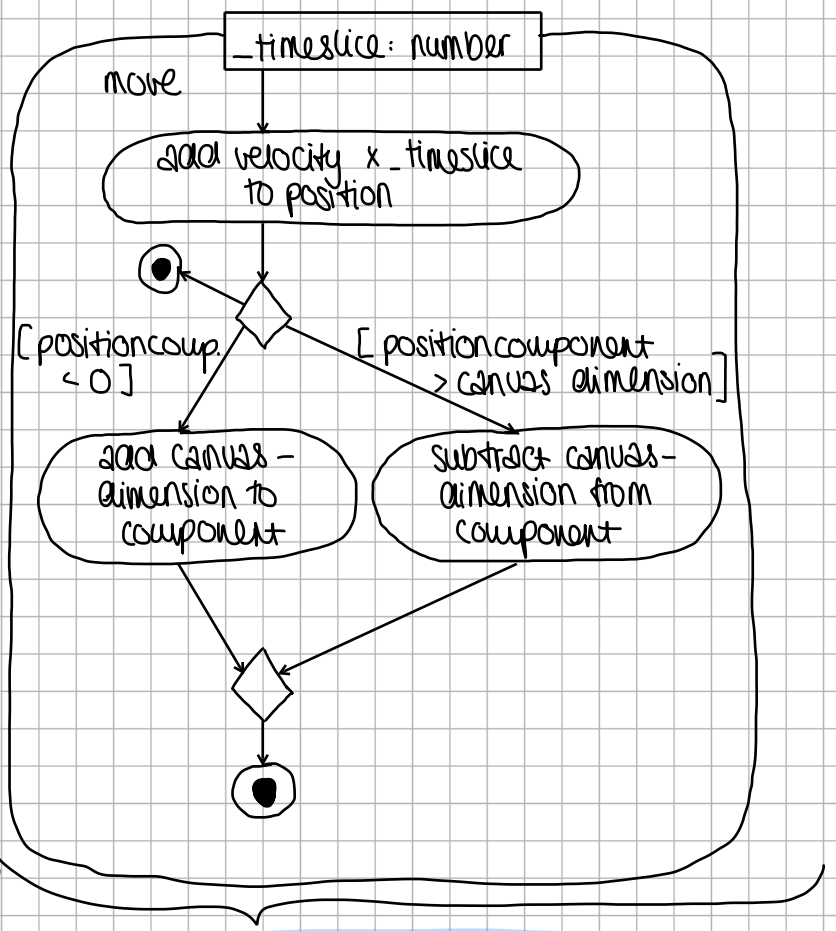 _timeslice: number
move
add velocity x _timeslice
to position
[positioncoup.
< 0]
[positioncomponent
> canvas dimension]
add canvas-
dimension to
component
subtract canvas-
dimension from
component